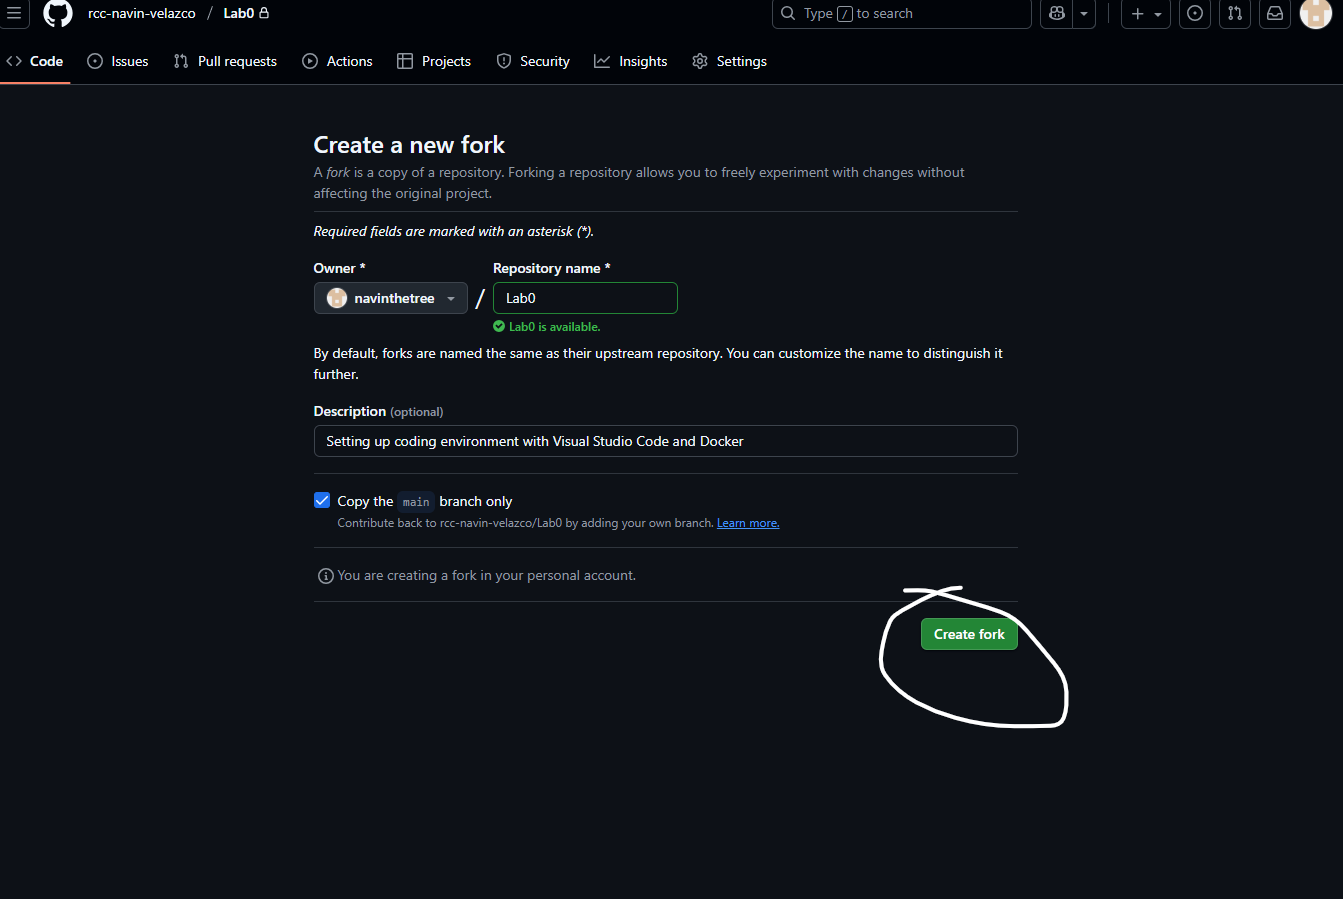 rcc-navin-velazco / Lab0
Type / to search
Code Issues Pull requests Actions Projects Security Insights Settings
Create a new fork
A fork is a copy of a repository. Forking a repository allows you to freely experiment with changes without
affecting the original project.
Required fields are marked with an asterisk (*).
Owner * Repository name *
navinthetree / Lab0
Lab0 is available.
By default, forks are named the same as their upstream repository. You can customize the name to distinguish it
further.
Description (optional)
Setting up coding environment with Visual Studio Code and Docker
Copy the main branch only
Contribute back to rcc-navin-velazco/Lab0 by adding your own branch. Learn more.
You are creating a fork in your personal account.
Create fork